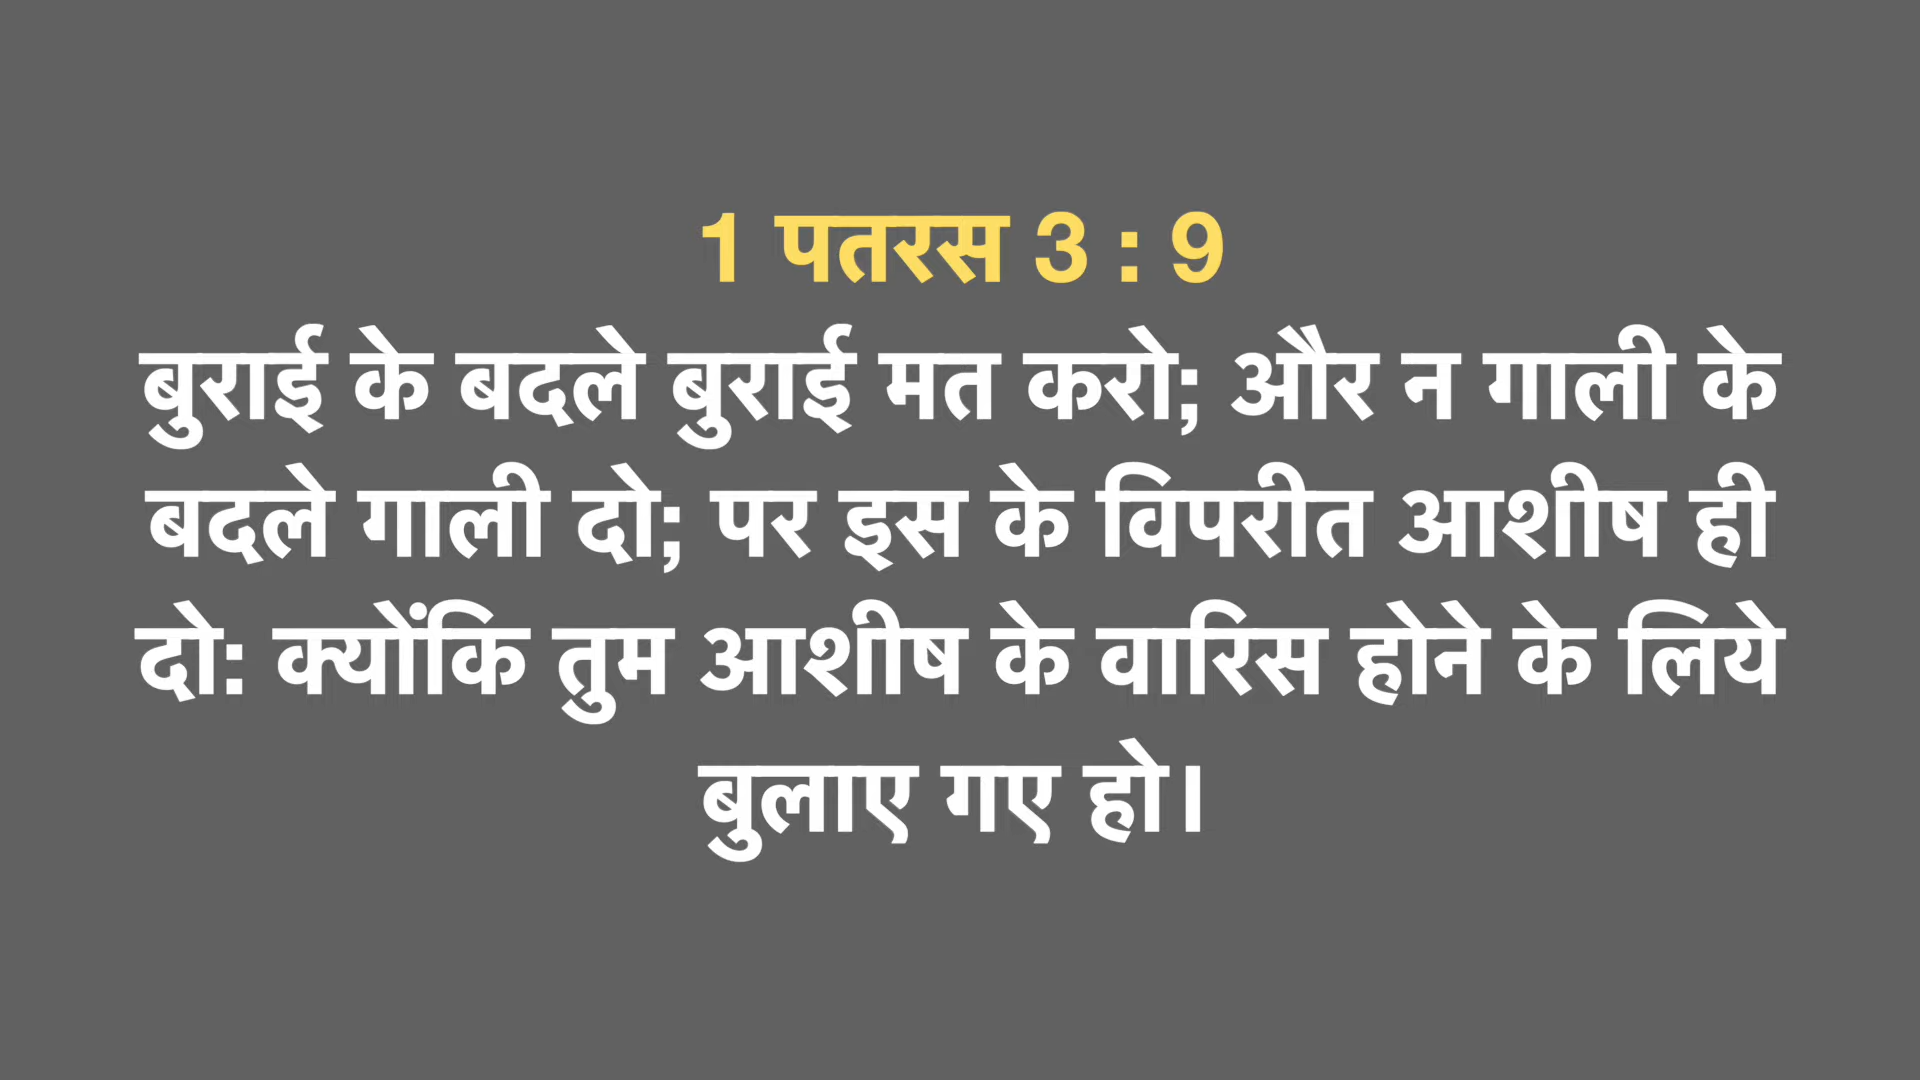 1 पतरस 3 : 9
बुराई के बदले बुराई मत करो; और न गाली के
बदले गाली दो; पर इस के विपरीत आशीष ही
दो: क्योंकि तुम आशीष के वारिस होने के लिये
बुलाए गए हो।